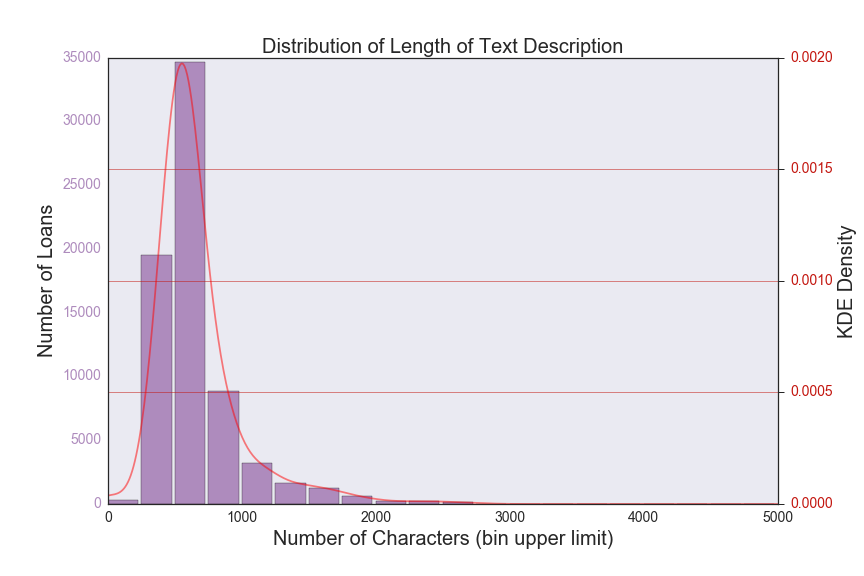 Distribution of Length of Text Description
35000
30000
25000
20000
15000
10000
5000
0
Number of Loans
0.0020
0.0015
0.0010
0.0005
0.0000
KDE Density
0 1000 2000 3000 4000 5000
Number of Characters (bin upper limit)